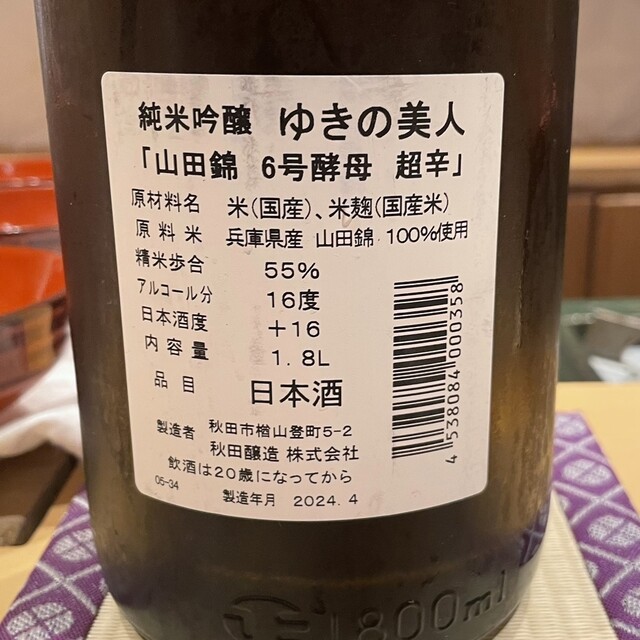 純米吟醸 ゆきの美人
「山田錦 6号酵母 超辛」
原材料名 米(国産)、米麹(国産米)
原料米 兵庫県産 山田錦 100%使用
精米歩合 55%
アルコール分 16度
日本酒度 +16
内容量 1.8L
品目 日本酒
製造者 秋田市楢山登町5-2
秋田醸造 株式会社
飲酒は20歳になってから
05-34
製造年月 2024. 4
4 538084 000358
1800ml